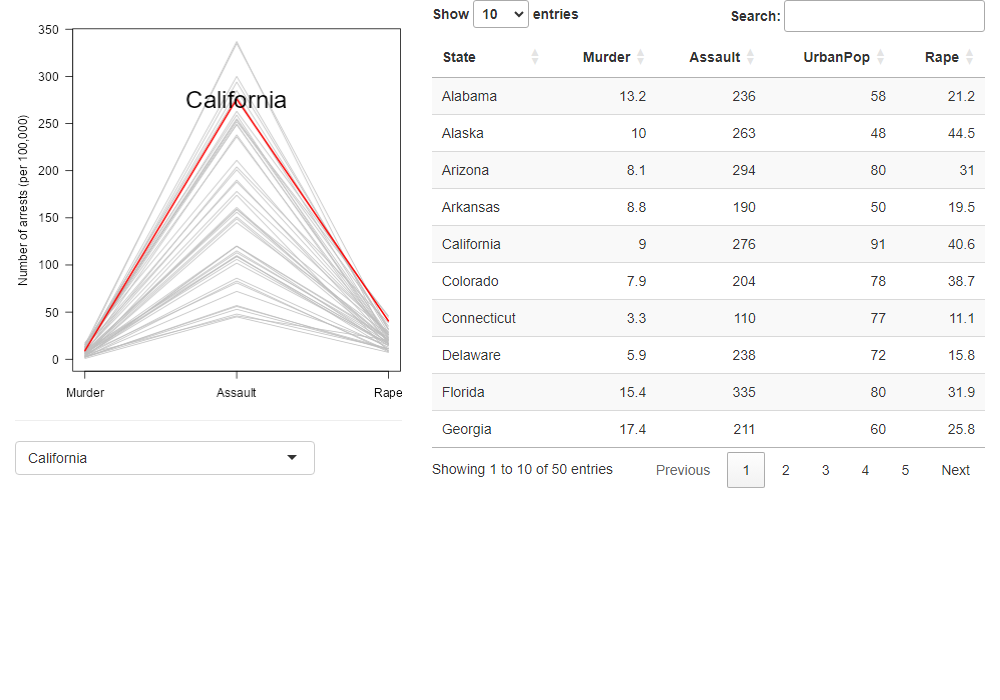 350
300
250
200
150
100
50
0
Number of arrests (per 100,000)
California
Murder Assault Rape
California
Show 10 entries Search:
State Murder Assault UrbanPop Rape
Alabama 13.2 236 58 21.2
Alaska 10 263 48 44.5
Arizona 8.1 294 80 31
Arkansas 8.8 190 50 19.5
California 9 276 91 40.6
Colorado 7.9 204 78 38.7
Connecticut 3.3 110 77 11.1
Delaware 5.9 238 72 15.8
Florida 15.4 335 80 31.9
Georgia 17.4 211 60 25.8
Showing 1 to 10 of 50 entries Previous 1 2 3 4 5 Next